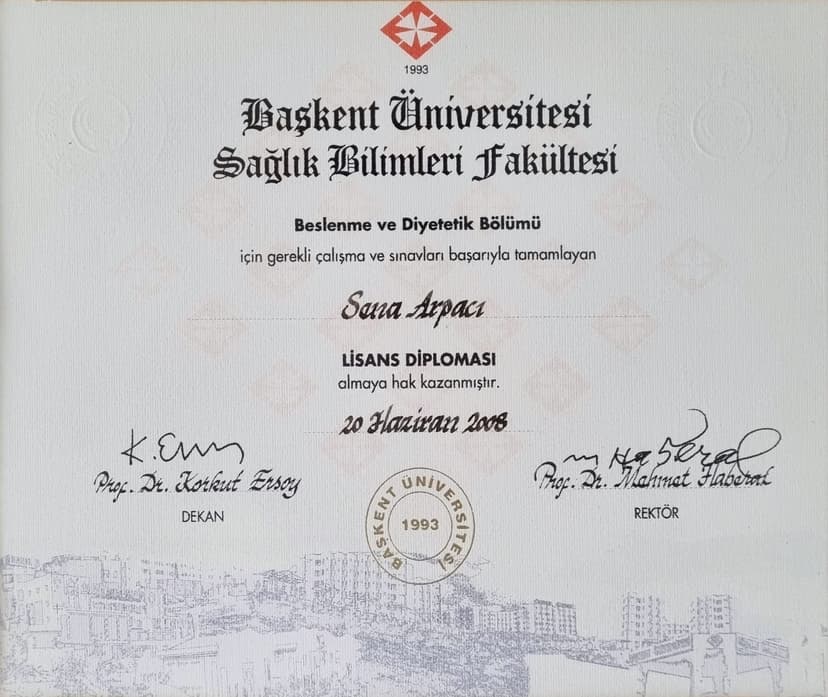 1993
Başkent Üniversitesi
Sağlık Bilimleri Fakültesi
Beslenme ve Diyetetik Bölümü
için gerekli çalışma ve sınavları başarıyla tamamlayan
Sena Arpacı
LİSANS DİPLOMASI
almaya hak kazanmıştır.
20 Haziran 2008
K. Ersoy
Prof. Dr. Korkut Ersoy
DEKAN
m Haberal
Prof. Dr. Mehmet Haberal
REKTÖR
BAŞKENT ÜNİVERSİTESİ
1993